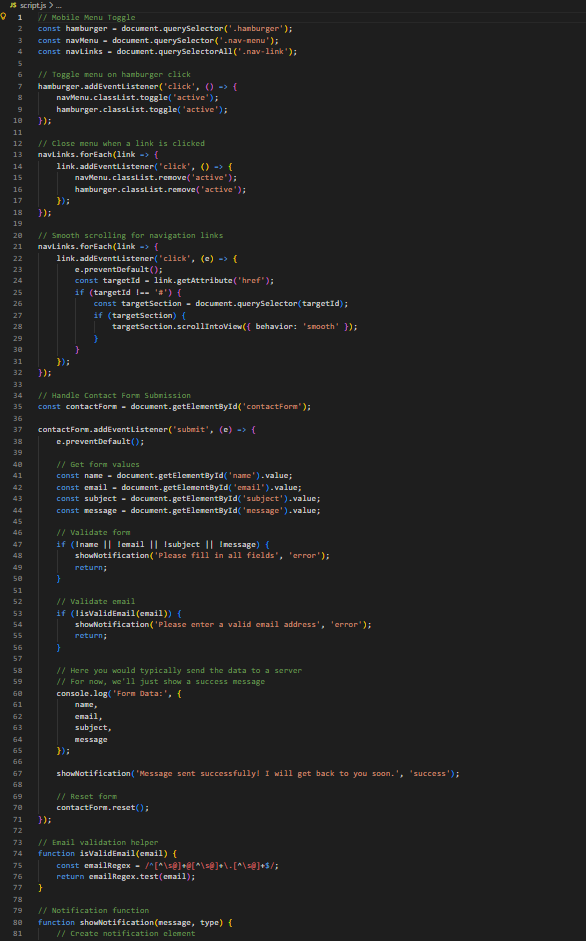 JS script.js > ...
1 // Mobile Menu Toggle
2 const hamburger = document.querySelector('.hamburger');
3 const navMenu = document.querySelector('.nav-menu');
4 const navLinks = document.querySelectorAll('.nav-link');
5
6 // Toggle menu on hamburger click
7 hamburger.addEventListener('click', () => {
8     navMenu.classList.toggle('active');
9     hamburger.classList.toggle('active');
10 });
11
12 // Close menu when a link is clicked
13 navLinks.forEach(link => {
14     link.addEventListener('click', () => {
15         navMenu.classList.remove('active');
16         hamburger.classList.remove('active');
17     });
18 });
19
20 // Smooth scrolling for navigation links
21 navLinks.forEach(link => {
22     link.addEventListener('click', (e) => {
23         e.preventDefault();
24         const targetId = link.getAttribute('href');
25         if (targetId !== '#') {
26             const targetSection = document.querySelector(targetId);
27             if (targetSection) {
28                 targetSection.scrollIntoView({ behavior: 'smooth' });
29             }
30         }
31     });
32 });
33
34 // Handle Contact Form Submission
35 const contactForm = document.getElementById('contactForm');
36
37 contactForm.addEventListener('submit', (e) => {
38     e.preventDefault();
39
40     // Get form values
41     const name = document.getElementById('name').value;
42     const email = document.getElementById('email').value;
43     const subject = document.getElementById('subject').value;
44     const message = document.getElementById('message').value;
45
46     // Validate form
47     if (!name || !email || !subject || !message) {
48         showNotification('Please fill in all fields', 'error');
49         return;
50     }
51
52     // Validate email
53     if (!isValidEmail(email)) {
54         showNotification('Please enter a valid email address', 'error');
55         return;
56     }
57
58     // Here you would typically send the data to a server
59     // For now, we'll just show a success message
60     console.log('Form Data:', {
61         name,
62         email,
63         subject,
64         message
65     });
66
67     showNotification('Message sent successfully! I will get back to you soon.', 'success');
68
69     // Reset form
70     contactForm.reset();
71 });
72
73 // Email validation helper
74 function isValidEmail(email) {
75     const emailRegex = /^[^\s@]+@[^\s@]+\.[^\s@]+$/;
76     return emailRegex.test(email);
77 }
78
79 // Notification function
80 function showNotification(message, type) {
81     // Create notification element